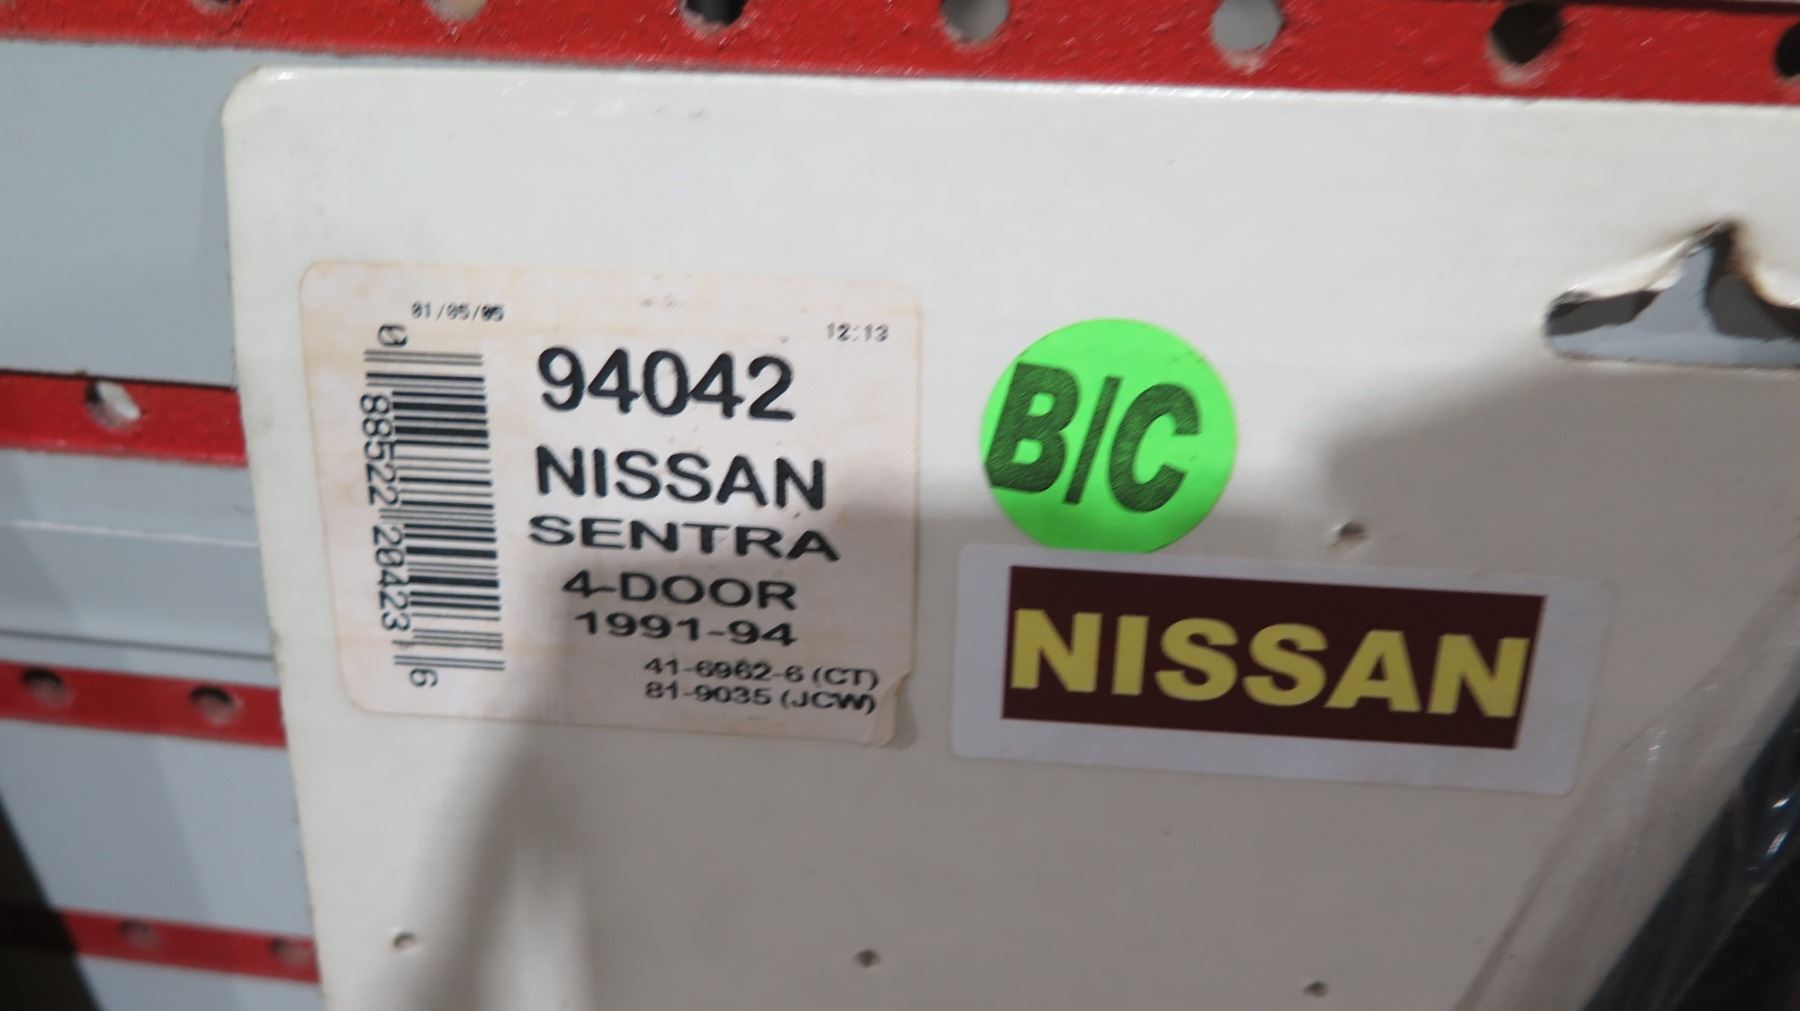 01/05/05
12:13
0 88522 20423 6
94042
NISSAN
SENTRA
4-DOOR
1991-94
41-6962-6 (CT)
81-9035 (JCW)
B/C
NISSAN